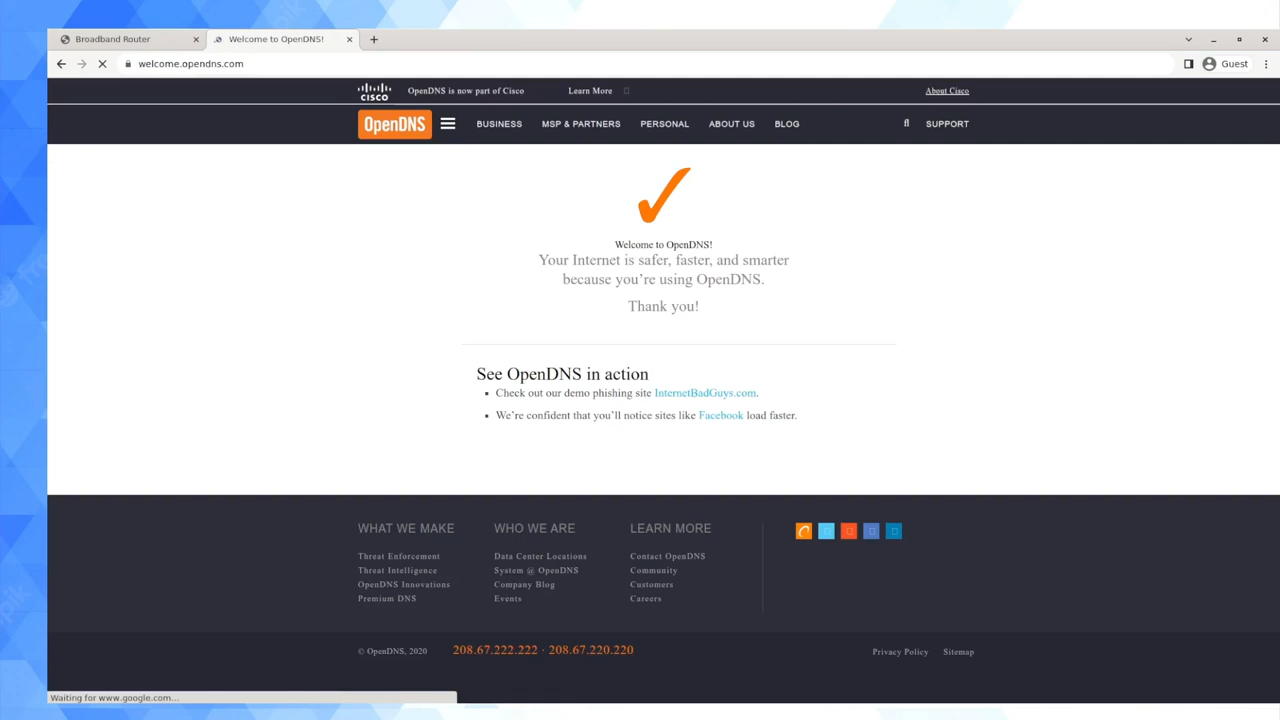 Broadband Router
Welcome to OpenDNS!
welcome.opendns.com
Guest
CISCO
OpenDNS is now part of Cisco
Learn More
About Cisco
OpenDNS
BUSINESS
MSP & PARTNERS
PERSONAL
ABOUT US
BLOG
SUPPORT
Welcome to OpenDNS!
Your Internet is safer, faster, and smarter
because you’re using OpenDNS.
Thank you!
See OpenDNS in action
Check out our demo phishing site InternetBadGuys.com.
We’re confident that you’ll notice sites like Facebook load faster.
WHAT WE MAKE
Threat Enforcement
Threat Intelligence
OpenDNS Innovations
Premium DNS
WHO WE ARE
Data Center Locations
System @ OpenDNS
Company Blog
Events
LEARN MORE
Contact OpenDNS
Community
Customers
Careers
© OpenDNS, 2020
208.67.222.222 · 208.67.220.220
Privacy Policy
Sitemap
Waiting for www.google.com...